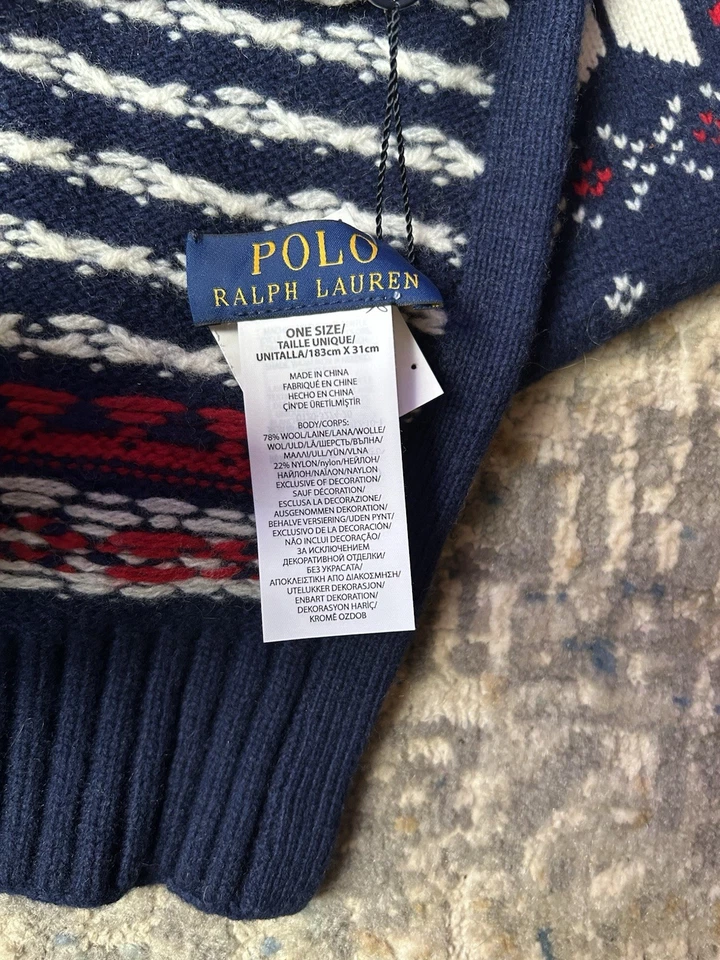 POLO
RALPH LAUREN
ONE SIZE/
TAILLE UNIQUE/
UNITALLA/183cm X 31cm
MADE IN CHINA
FABRIQUÉ EN CHINE
HECHO EN CHINA
ÇİN'DE ÜRETİLMİŞTİR
BODY/CORPS:
78% WOOL/LAINE/LANA/WOLLE/
WOL/ULD/LÃ/ШЕРСТЬ/ВЪЛНА/
ΜΑΛΛΙ/ULL/YÜN/VLNA
22% NYLON/nylon/НЕЙЛОН/
НАЙЛОН/ΝΑΪΛΟΝ/NAYLON
EXCLUSIVE OF DECORATION/
SAUF DÉCORATION/
ESCLUSA LA DECORAZIONE/
AUSGENOMMEN DEKORATION/
BEHALVE VERSIERING/UDEN PYNT/
EXCLUSIVO DE LA DECORACIÓN/
NÃO INCLUI DECORAÇÃO/
ЗА ИСКЛЮЧЕНИЕМ
ДЕКОРАТИВНОЙ ОТДЕЛКИ/
БЕЗ УКРАСАТА/
ΑΠΟΚΛΕΙΣΤΙΚΗ ΑΠΟ ΔΙΑΚΟΣΜΗΣΗ/
UTELUKKER DEKORASJON/
ENBART DEKORATION/
DEKORASYON HARİÇ/
KROMĚ OZDOB